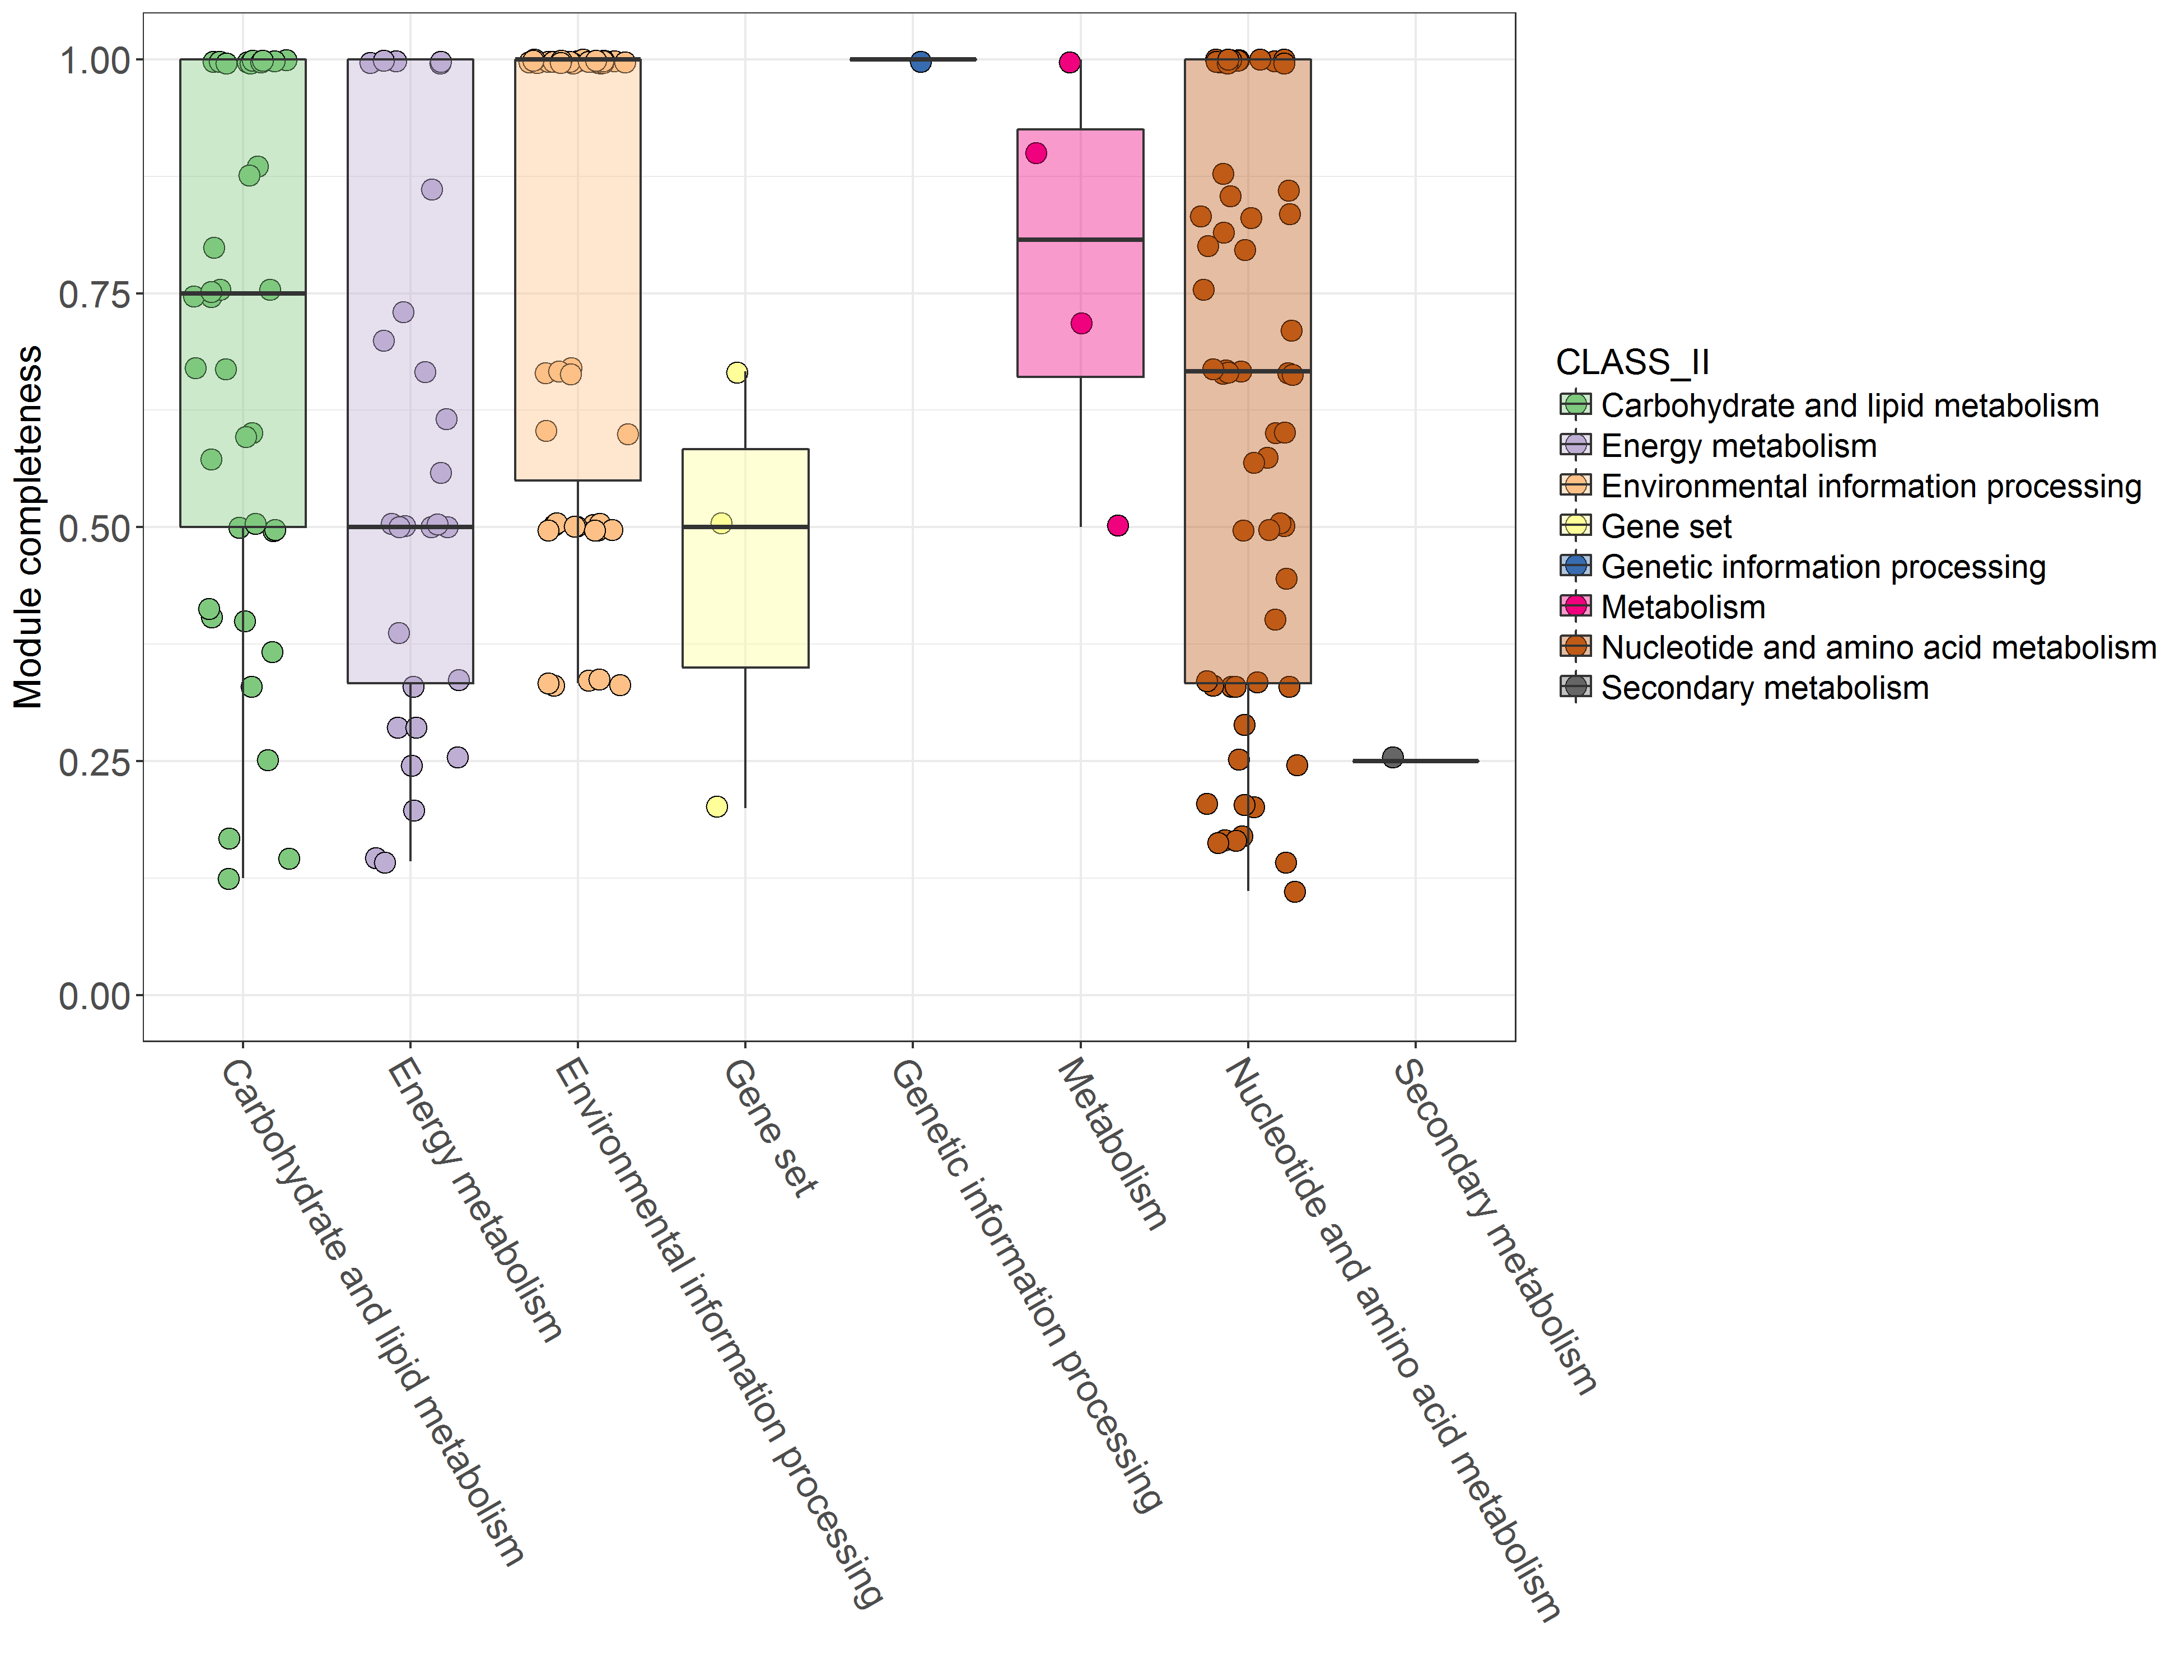 Module completeness
1.00
0.75
0.50
0.25
0.00
Carbohydrate and lipid metabolism
Energy metabolism
Environmental information processing
Gene set
Genetic information processing
Metabolism
Nucleotide and amino acid metabolism
Secondary metabolism
CLASS_II
Carbohydrate and lipid metabolism
Energy metabolism
Environmental information processing
Gene set
Genetic information processing
Metabolism
Nucleotide and amino acid metabolism
Secondary metabolism